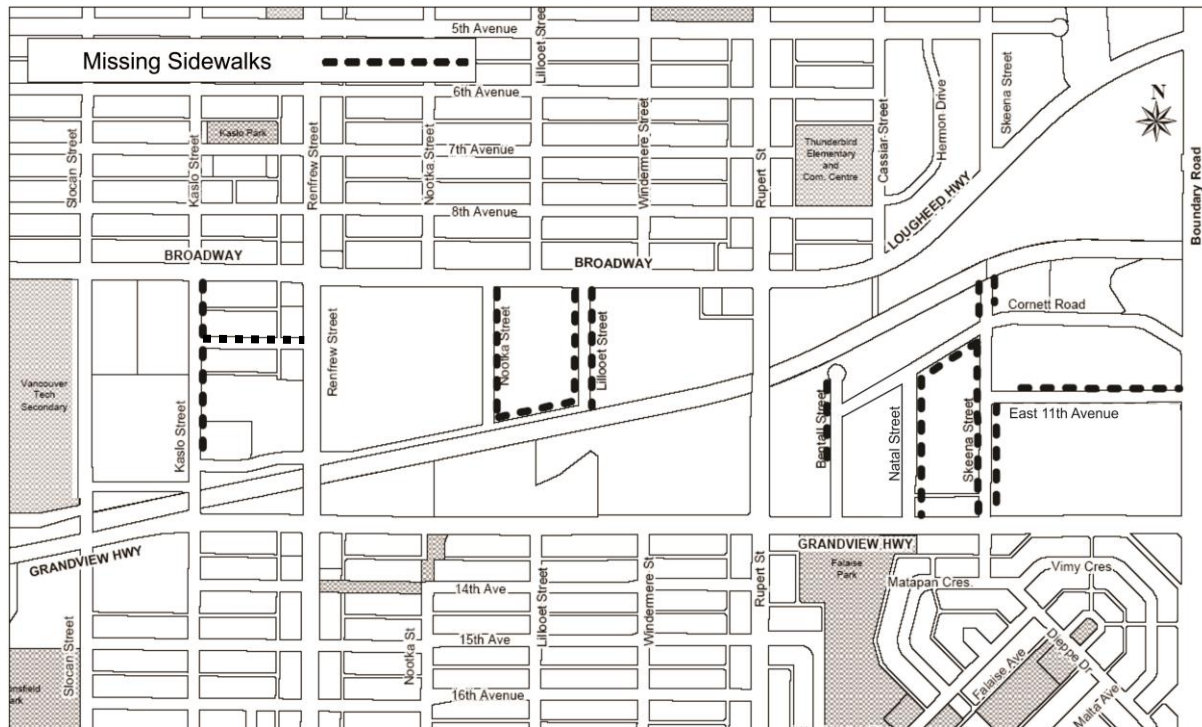 5th Avenue
Lillooet Street
Missing Sidewalks
6th Avenue
Skeena Street
N
Kaslo Park
Slocan Street
Kaslo Street
Renfrew Street
Nootka Street
7th Avenue
Windermere Street
Rupert St
Thunderbird
Elementary
and
Com. Centre
Cassiar Street
Hermon Drive
Boundary Road
8th Avenue
LOUGHEED HWY
BROADWAY
BROADWAY
Cornett Road
Renfrew Street
Nootka Street
Lillooet Street
Vancouver
Tech
Secondary
Kaslo Street
Bentall Street
Natal Street
Skeena Street
East 11th Avenue
GRANDVIEW HWY
GRANDVIEW HWY
Falaise
Park
Matapan Cres.
Vimy Cres.
14th Ave
Lillooet Street
Windermere St
Rupert St
Slocan Street
Nootka St
15th Ave
Dieppe Dr
Falaise Ave
Malta Ave
onsfield
ark
16th Avenue